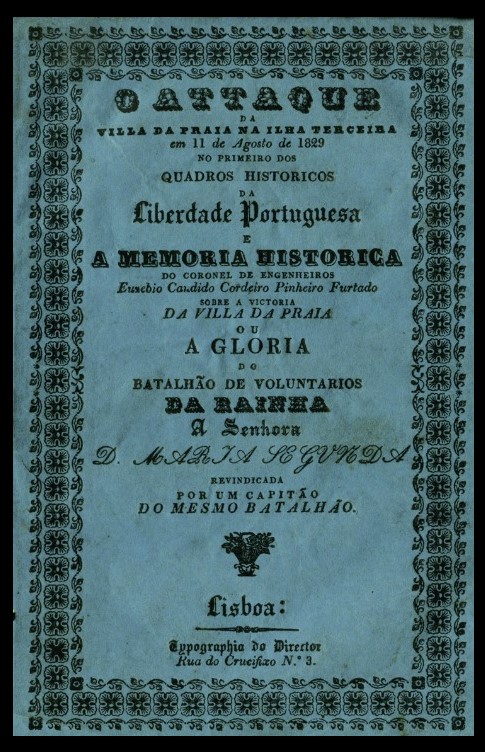 O ATTAQUE
DA
VILLA DA PRAIA NA ILHA TERCEIRA
em 11 de Agosto de 1829
NO PRIMEIRO DOS
QUADROS HISTORICOS
DA
Liberdade Portuguesa
E
A MEMORIA HISTORICA
DO CORONEL DE ENGENHEIROS
Euzebio Candido Cordeiro Pinheiro Furtado
SOBRE A VICTORIA
DA VILLA DA PRAIA
OU
A GLORIA
DO
BATALHÃO DE VOLUNTARIOS
DA RAINHA
A Senhora
D. MARIA SEGUNDA
REVINDICADA
POR UM CAPITÃO
DO MESMO BATALHÃO.
Lisboa:
Typographia do Director
Rua do Crucifixo N.º 3.